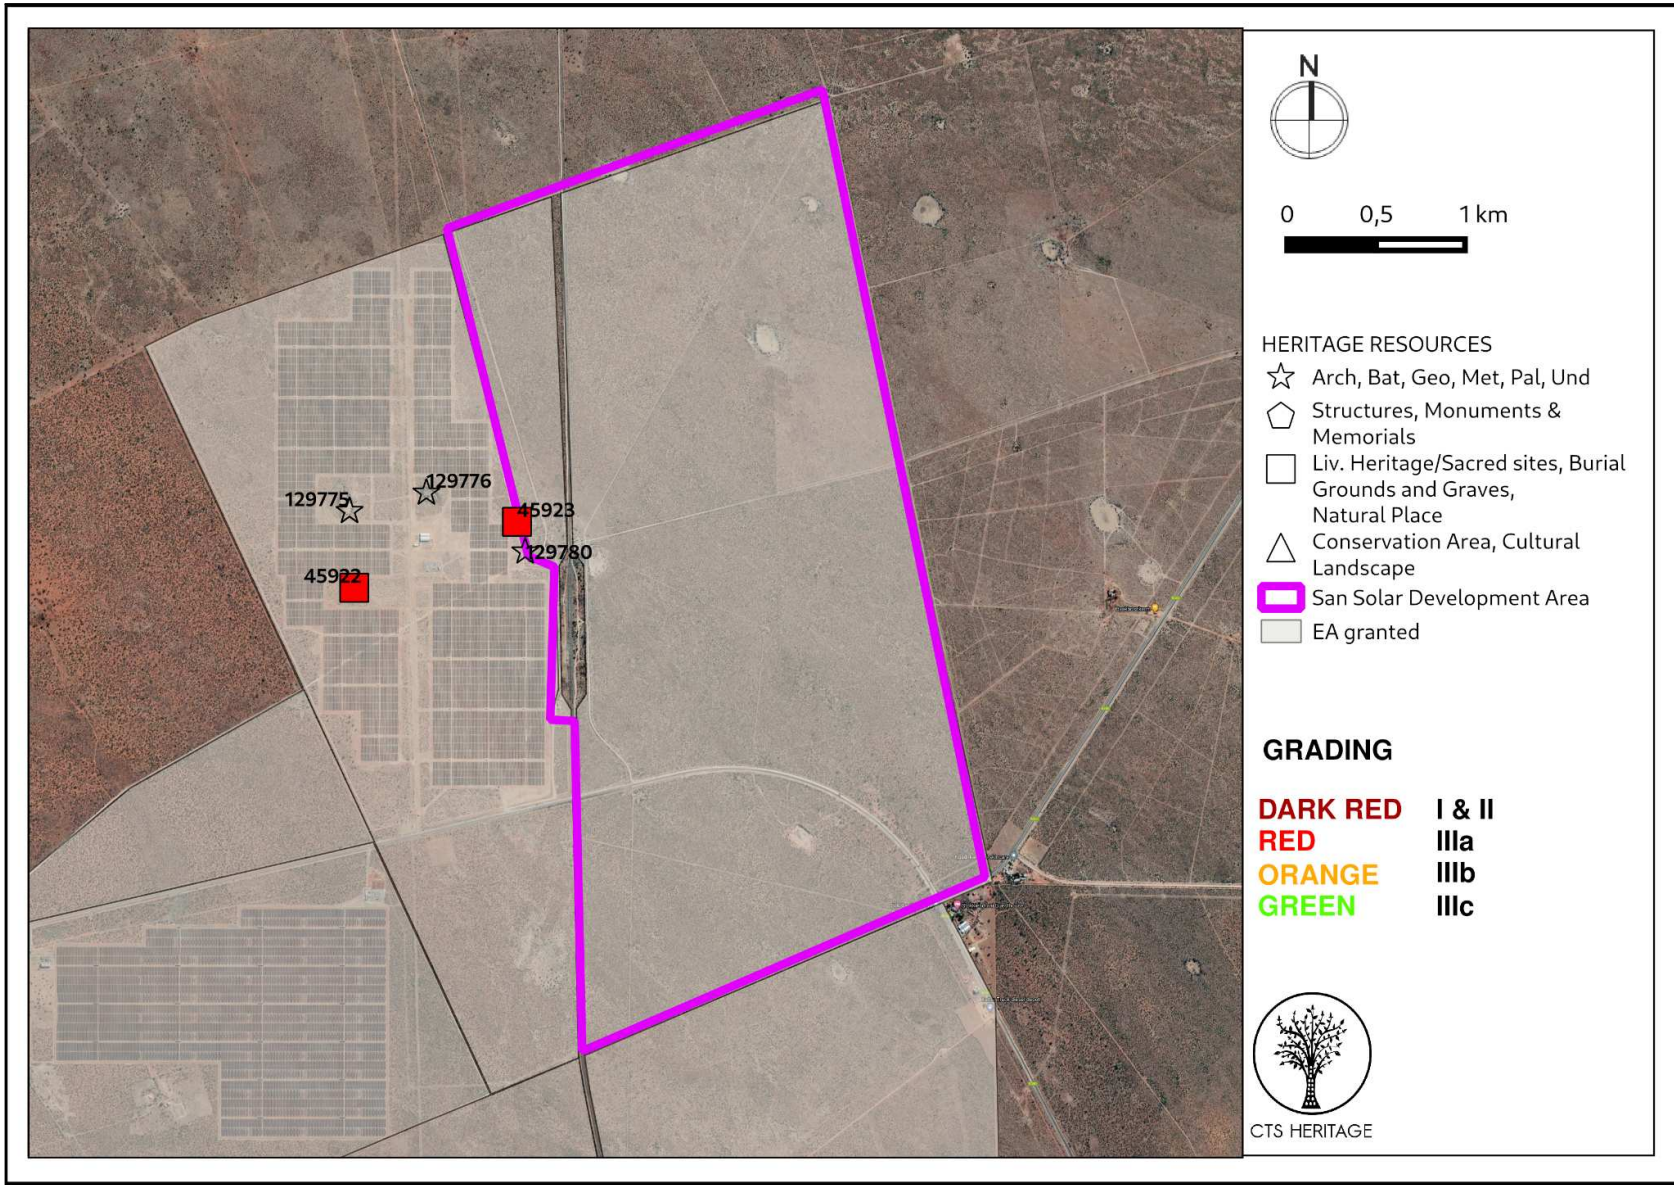 129776
129775
45923
129780
45922
N
0 0,5 1 km
HERITAGE RESOURCES
Arch, Bat, Geo, Met, Pal, Und
Structures, Monuments &
Memorials
Liv. Heritage/Sacred sites, Burial
Grounds and Graves,
Natural Place
Conservation Area, Cultural
Landscape
San Solar Development Area
EA granted
GRADING
DARK RED I & II
RED IIIa
ORANGE IIIb
GREEN IIIc
CTS HERITAGE